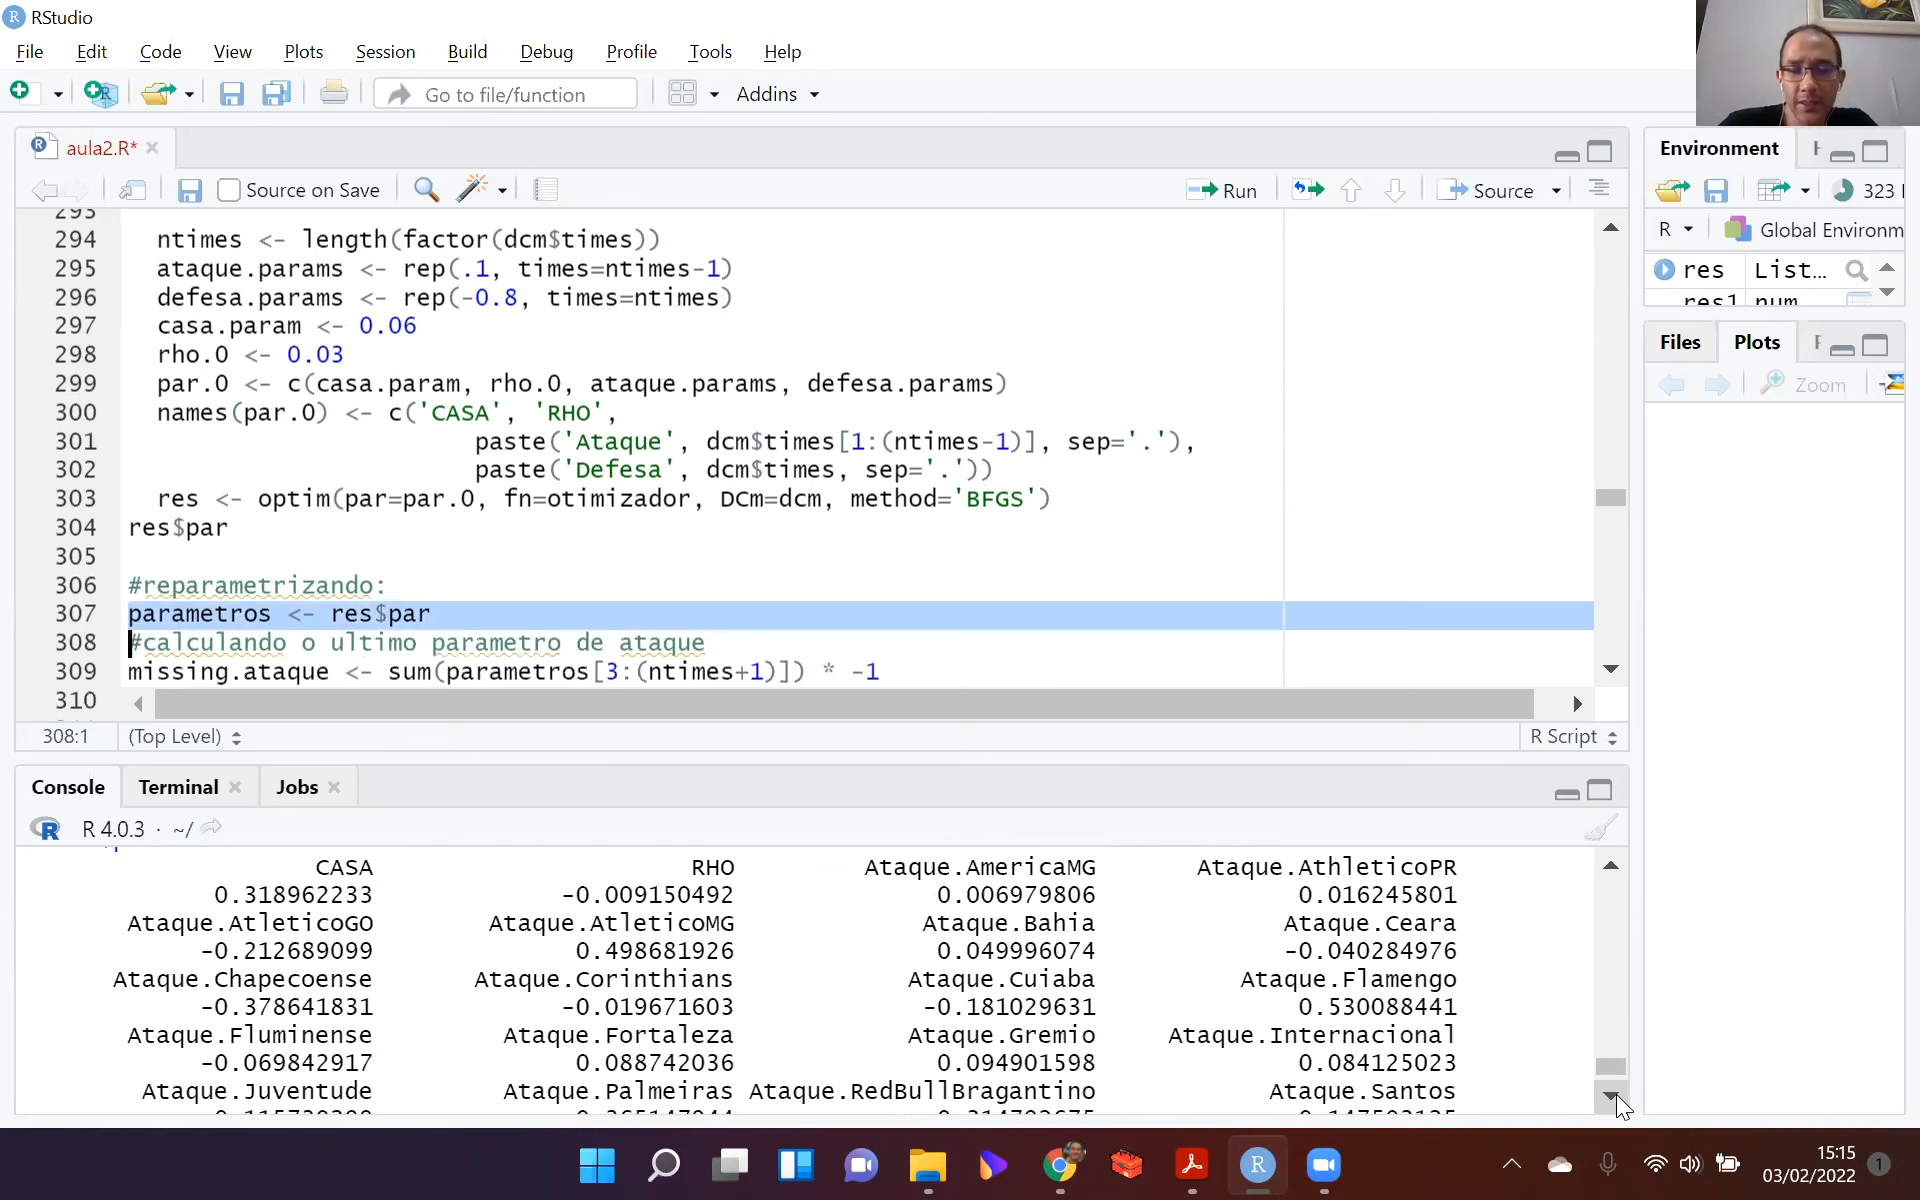 RStudio
File Edit Code View Plots Session Build Debug Profile Tools Help
Go to file/function Addins
aula2.R*
Source on Save Run Source
293
294 ntimes <- length(factor(dcm$times))
295 ataque.params <- rep(.1, times=ntimes-1)
296 defesa.params <- rep(-0.8, times=ntimes)
297 casa.param <- 0.06
298 rho.0 <- 0.03
299 par.0 <- c(casa.param, rho.0, ataque.params, defesa.params)
300 names(par.0) <- c('CASA', 'RHO',
301 paste('Ataque', dcm$times[1:(ntimes-1)], sep='.'),
302 paste('Defesa', dcm$times, sep='.'))
303 res <- optim(par=par.0, fn=otimizador, DCm=dcm, method='BFGS')
304 res$par
305
306 #reparametrizando:
307 parametros <- res$par
308 #calculando o ultimo parametro de ataque
309 missing.ataque <- sum(parametros[3:(ntimes+1)]) * -1
310
308:1 (Top Level) R Script
Console Terminal Jobs
R 4.0.3 · ~/
CASA RHO Ataque.AmericaMG Ataque.AthleticoPR
0.318962233 -0.009150492 0.006979806 0.016245801
Ataque.AtleticoGO Ataque.AtleticoMG Ataque.Bahia Ataque.Ceara
-0.212689099 0.498681926 0.049996074 -0.040284976
Ataque.Chapecoense Ataque.Corinthians Ataque.Cuiaba Ataque.Flamengo
-0.378641831 -0.019671603 -0.181029631 0.530088441
Ataque.Fluminense Ataque.Fortaleza Ataque.Gremio Ataque.Internacional
-0.069842917 0.088742036 0.094901598 0.084125023
Ataque.Juventude Ataque.Palmeiras Ataque.RedBullBragantino Ataque.Santos
Environment
323
R Global Environm
res List...
res1 num
Files Plots
Zoom
15:15
03/02/2022
1